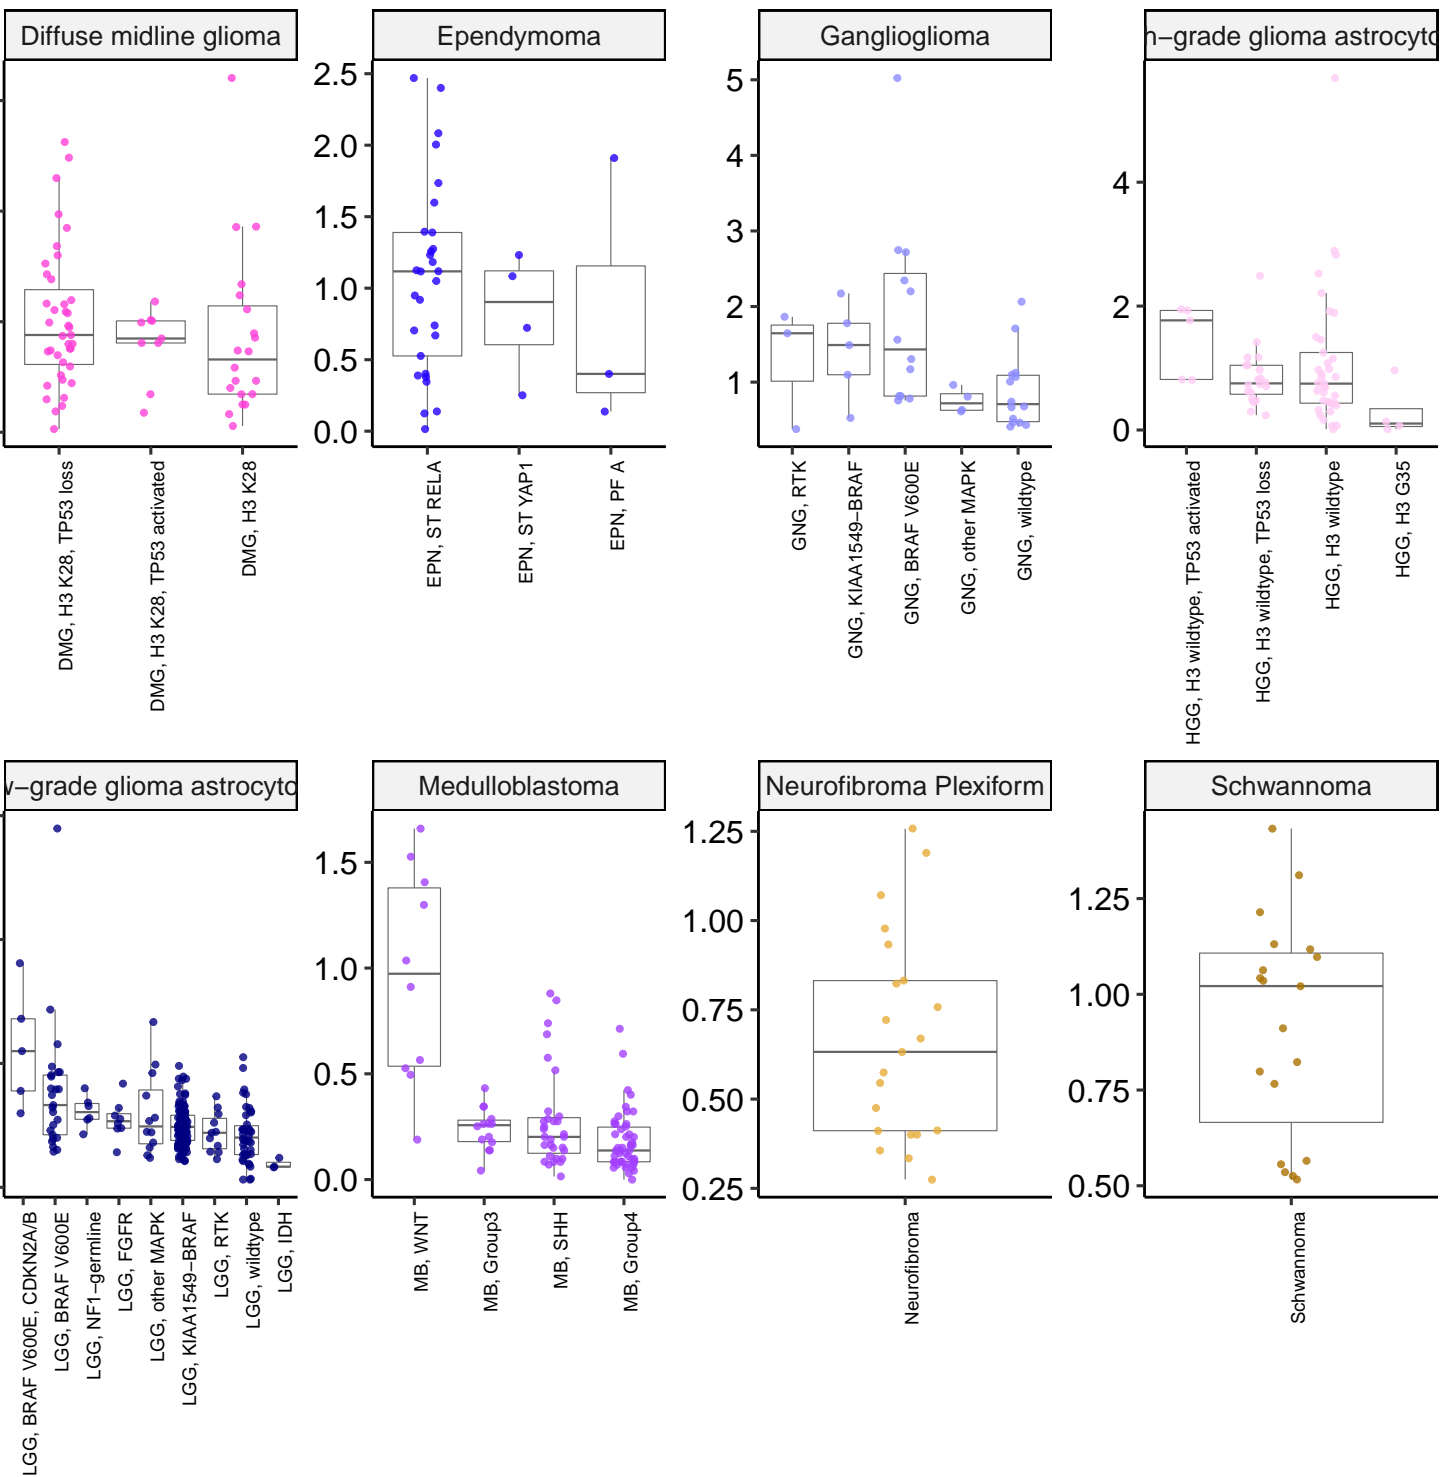 Diffuse midline glioma
Ependymoma
Ganglioglioma
h−grade glioma astrocyto
2.5
2.0
1.5
1.0
0.5
0.0
5
4
3
2
1
4
2
0
DMG, H3 K28, TP53 loss
DMG, H3 K28, TP53 activated
DMG, H3 K28
EPN, ST RELA
EPN, ST YAP1
EPN, PF A
GNG, RTK
GNG, KIAA1549−BRAF
GNG, BRAF V600E
GNG, other MAPK
GNG, wildtype
HGG, H3 wildtype, TP53 activated
HGG, H3 wildtype, TP53 loss
HGG, H3 wildtype
HGG, H3 G35
w−grade glioma astrocyto
Medulloblastoma
Neurofibroma Plexiform
Schwannoma
1.5
1.0
0.5
0.0
1.25
1.00
0.75
0.50
0.25
1.25
1.00
0.75
0.50
LGG, BRAF V600E, CDKN2A/B
LGG, BRAF V600E
LGG, NF1−germline
LGG, FGFR
LGG, other MAPK
LGG, KIAA1549−BRAF
LGG, RTK
LGG, wildtype
LGG, IDH
MB, WNT
MB, Group3
MB, SHH
MB, Group4
Neurofibroma
Schwannoma